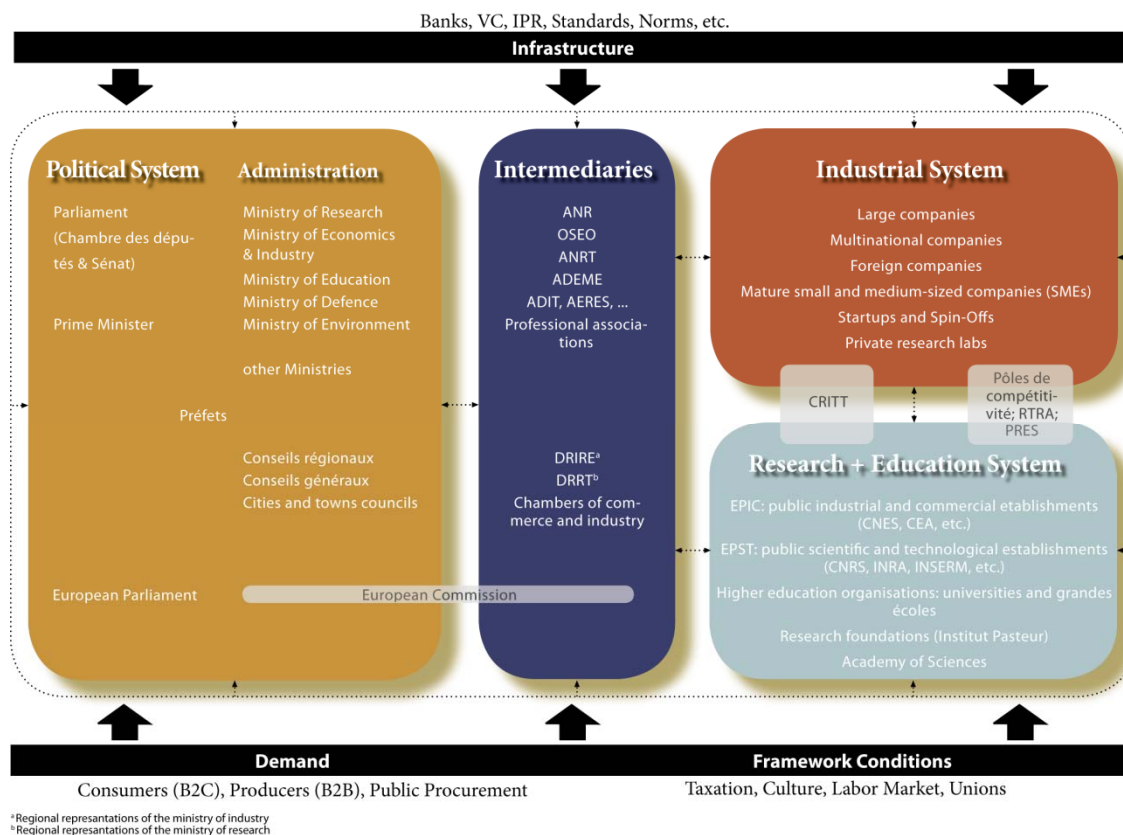 Banks, VC, IPR, Standards, Norms, etc.
Infrastructure
Political System
Administration
Parliament
(Chambre des dépu-
tés & Sénat)
Prime Minister
Ministry of Research
Ministry of Economics
& Industry
Ministry of Education
Ministry of Defence
Ministry of Environment
other Ministries
Préfets
Conseils régionaux
Conseils généraux
Cities and towns councils
European Parliament
European Commission
Intermediaries
ANR
OSEO
ANRT
ADEME
ADIT, AERES, ...
Professional associa-
tions
DRIREa
DRRTb
Chambers of com-
merce and industry
Industrial System
Large companies
Multinational companies
Foreign companies
Mature small and medium-sized companies (SMEs)
Startups and Spin-Offs
Private research labs
CRITT
Pôles de
compétiti-
vité; RTRA;
PRES
Research + Education System
EPIC: public industrial and commercial etablishments
(CNES, CEA, etc.)
EPST: public scientific and technological establishments
(CNRS, INRA, INSERM, etc.)
Higher education organisations: universities and grandes
écoles
Research foundations (Institut Pasteur)
Academy of Sciences
Demand
Framework Conditions
Consumers (B2C), Producers (B2B), Public Procurement
Taxation, Culture, Labor Market, Unions
a Regional represantations of the ministry of industry
b Regional represantations of the ministry of research